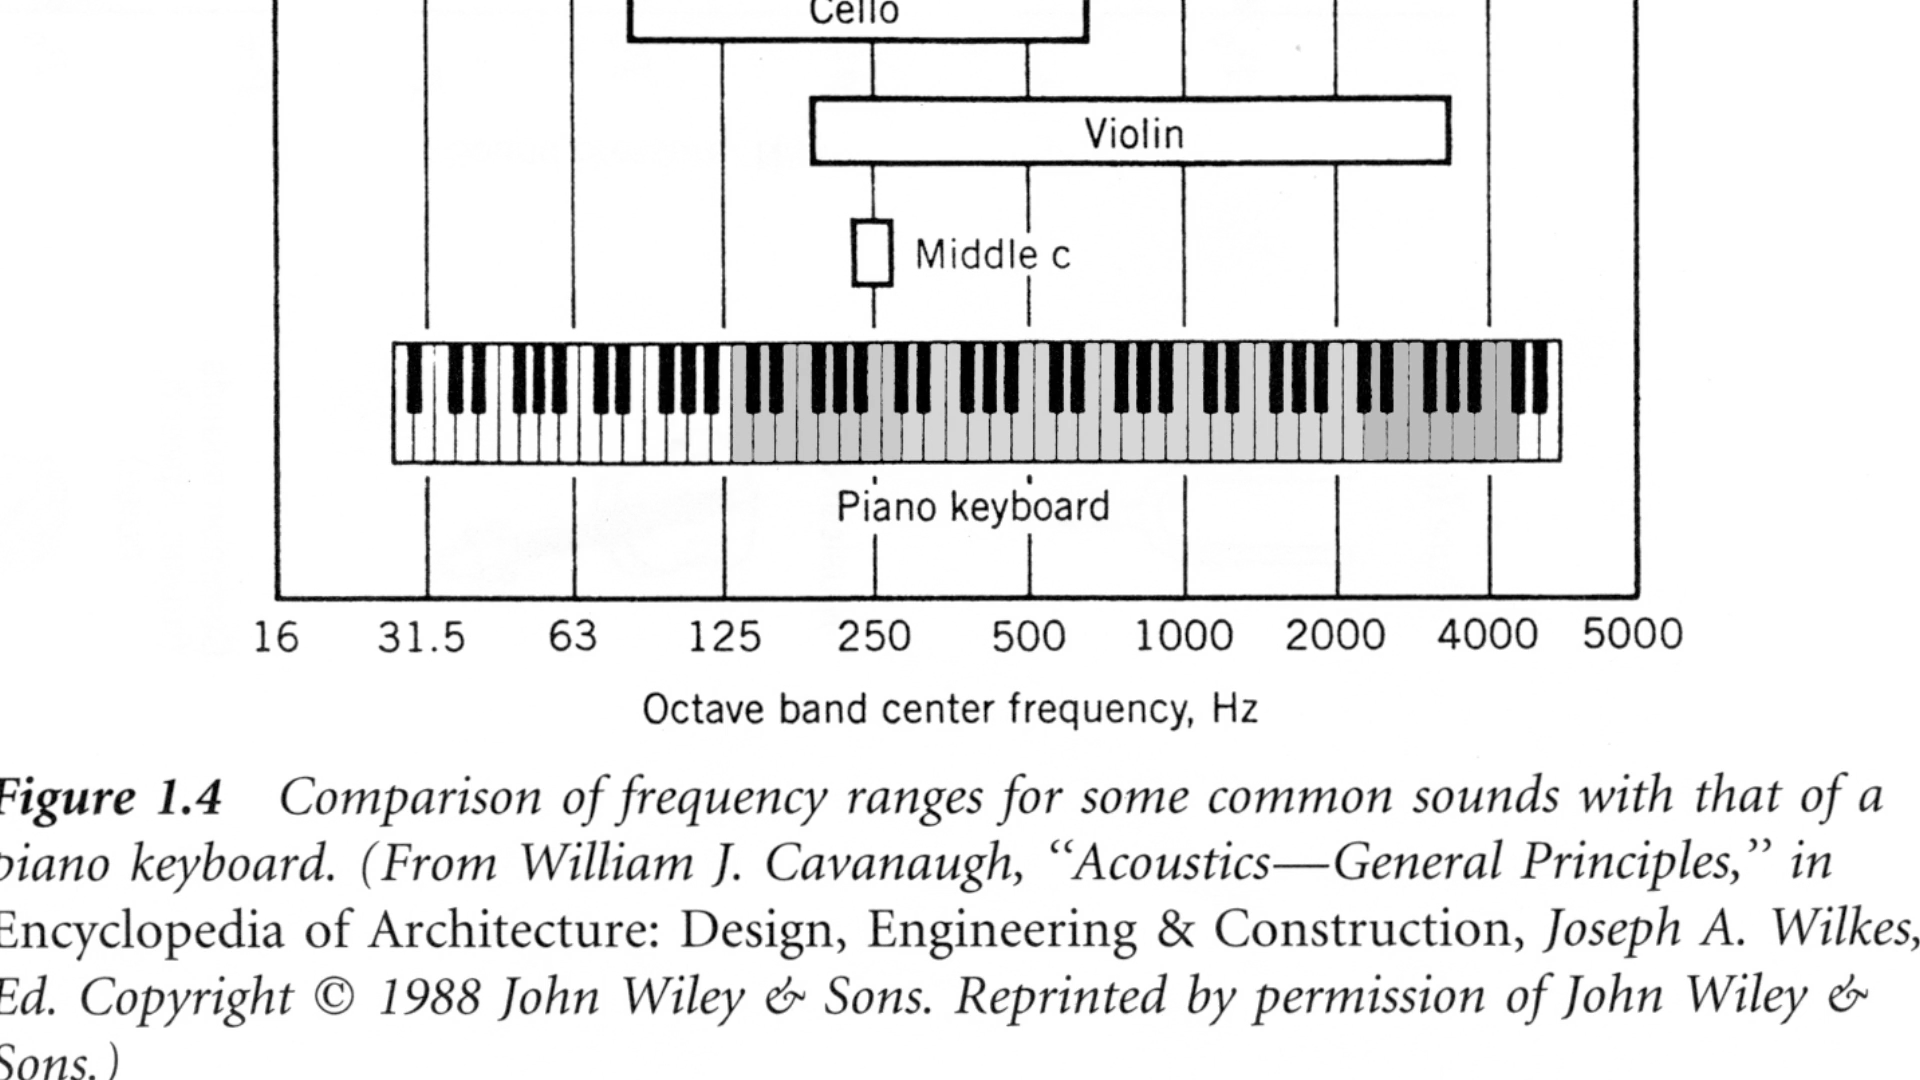 Cello
Violin
Middle c
Piano keyboard
16 31.5 63 125 250 500 1000 2000 4000 5000
Octave band center frequency, Hz
Figure 1.4 Comparison of frequency ranges for some common sounds with that of a
piano keyboard. (From William J. Cavanaugh, “Acoustics—General Principles,” in
Encyclopedia of Architecture: Design, Engineering & Construction, Joseph A. Wilkes,
Ed. Copyright © 1988 John Wiley & Sons. Reprinted by permission of John Wiley &
Sons.)